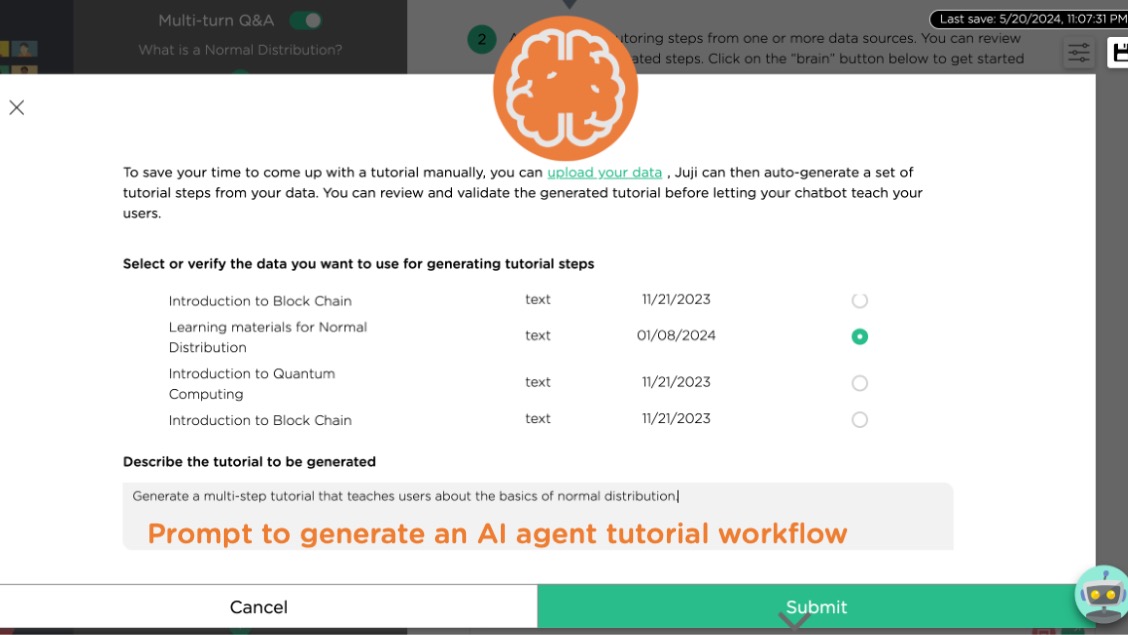 Multi-turn Q&A
What is a Normal Distribution?
Last save: 5/20/2024, 11:07:31 PM
2
tutoring steps from one or more data sources. You can review
steps. Click on the "brain" button below to get started
To save your time to come up with a tutorial manually, you can upload your data , Juji can then auto-generate a set of
tutorial steps from your data. You can review and validate the generated tutorial before letting your chatbot teach your
users.
Select or verify the data you want to use for generating tutorial steps
Introduction to Block Chain text 11/21/2023
Learning materials for Normal
Distribution text 01/08/2024
Introduction to Quantum
Computing text 11/21/2023
Introduction to Block Chain text 11/21/2023
Describe the tutorial to be generated
Generate a multi-step tutorial that teaches users about the basics of normal distribution.
Prompt to generate an AI agent tutorial workflow
Cancel
Submit